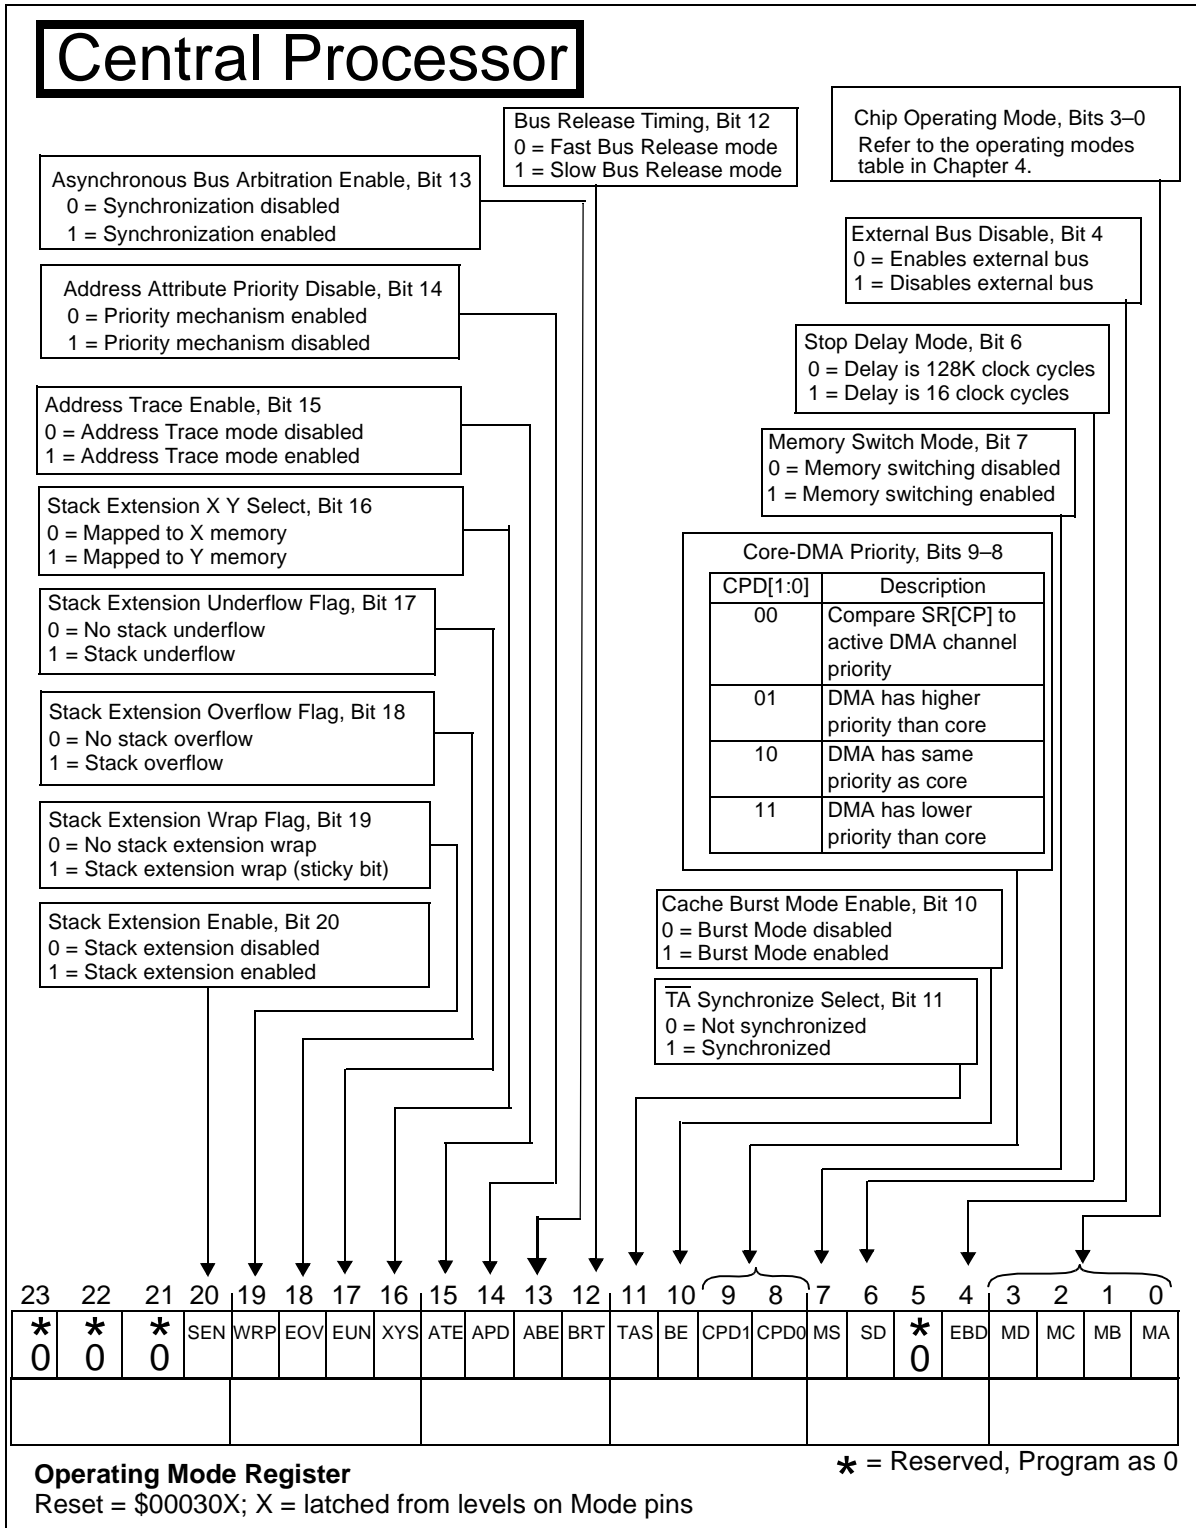 Central Processor
Bus Release Timing, Bit 12
0 = Fast Bus Release mode
1 = Slow Bus Release mode
Chip Operating Mode, Bits 3–0
Refer to the operating modes
table in Chapter 4.
Asynchronous Bus Arbitration Enable, Bit 13
0 = Synchronization disabled
1 = Synchronization enabled
External Bus Disable, Bit 4
0 = Enables external bus
1 = Disables external bus
Address Attribute Priority Disable, Bit 14
0 = Priority mechanism enabled
1 = Priority mechanism disabled
Stop Delay Mode, Bit 6
0 = Delay is 128K clock cycles
1 = Delay is 16 clock cycles
Address Trace Enable, Bit 15
0 = Address Trace mode disabled
1 = Address Trace mode enabled
Memory Switch Mode, Bit 7
0 = Memory switching disabled
1 = Memory switching enabled
Stack Extension X Y Select, Bit 16
0 = Mapped to X memory
1 = Mapped to Y memory
Core-DMA Priority, Bits 9–8
CPD[1:0] Description
00 Compare SR[CP] to
active DMA channel
priority
01 DMA has higher
priority than core
10 DMA has same
priority as core
11 DMA has lower
priority than core
Stack Extension Underflow Flag, Bit 17
0 = No stack underflow
1 = Stack underflow
Stack Extension Overflow Flag, Bit 18
0 = No stack overflow
1 = Stack overflow
Stack Extension Wrap Flag, Bit 19
0 = No stack extension wrap
1 = Stack extension wrap (sticky bit)
Cache Burst Mode Enable, Bit 10
0 = Burst Mode disabled
1 = Burst Mode enabled
Stack Extension Enable, Bit 20
0 = Stack extension disabled
1 = Stack extension enabled
T̅A̅ Synchronize Select, Bit 11
0 = Not synchronized
1 = Synchronized
23 22 21 20 19 18 17 16 15 14 13 12 11 10 9 8 7 6 5 4 3 2 1 0
* * * SEN WRP EOV EUN XYS ATE APD ABE BRT TAS BE CPD1 CPD0 MS SD * EBD MD MC MB MA
0 0 0 0
* = Reserved, Program as 0
Operating Mode Register
Reset = $00030X; X = latched from levels on Mode pins